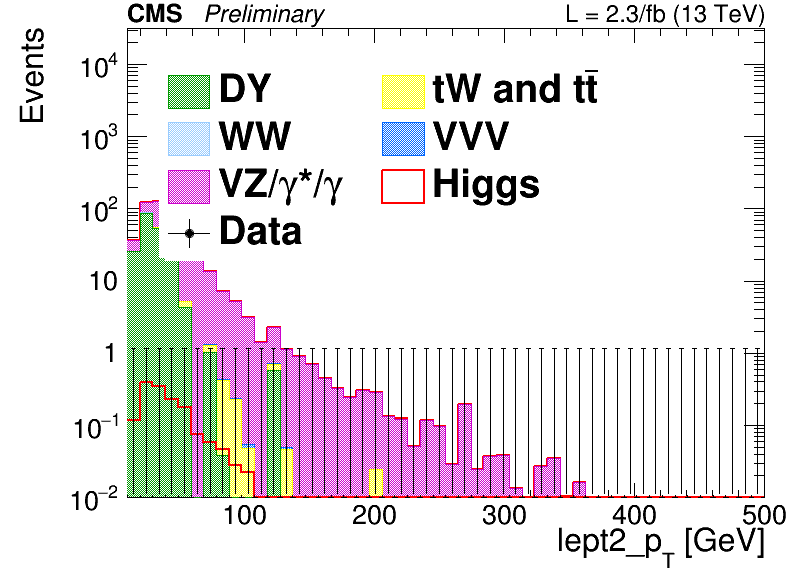 CMS Preliminary L = 2.3/fb (13 TeV)
Events
DY tW and tt̄
WW VVV
VZ/γ*/γ Higgs
Data
10⁴
10³
10²
10
1
10⁻¹
10⁻²
100 200 300 400 500
lept2_p_T [GeV]